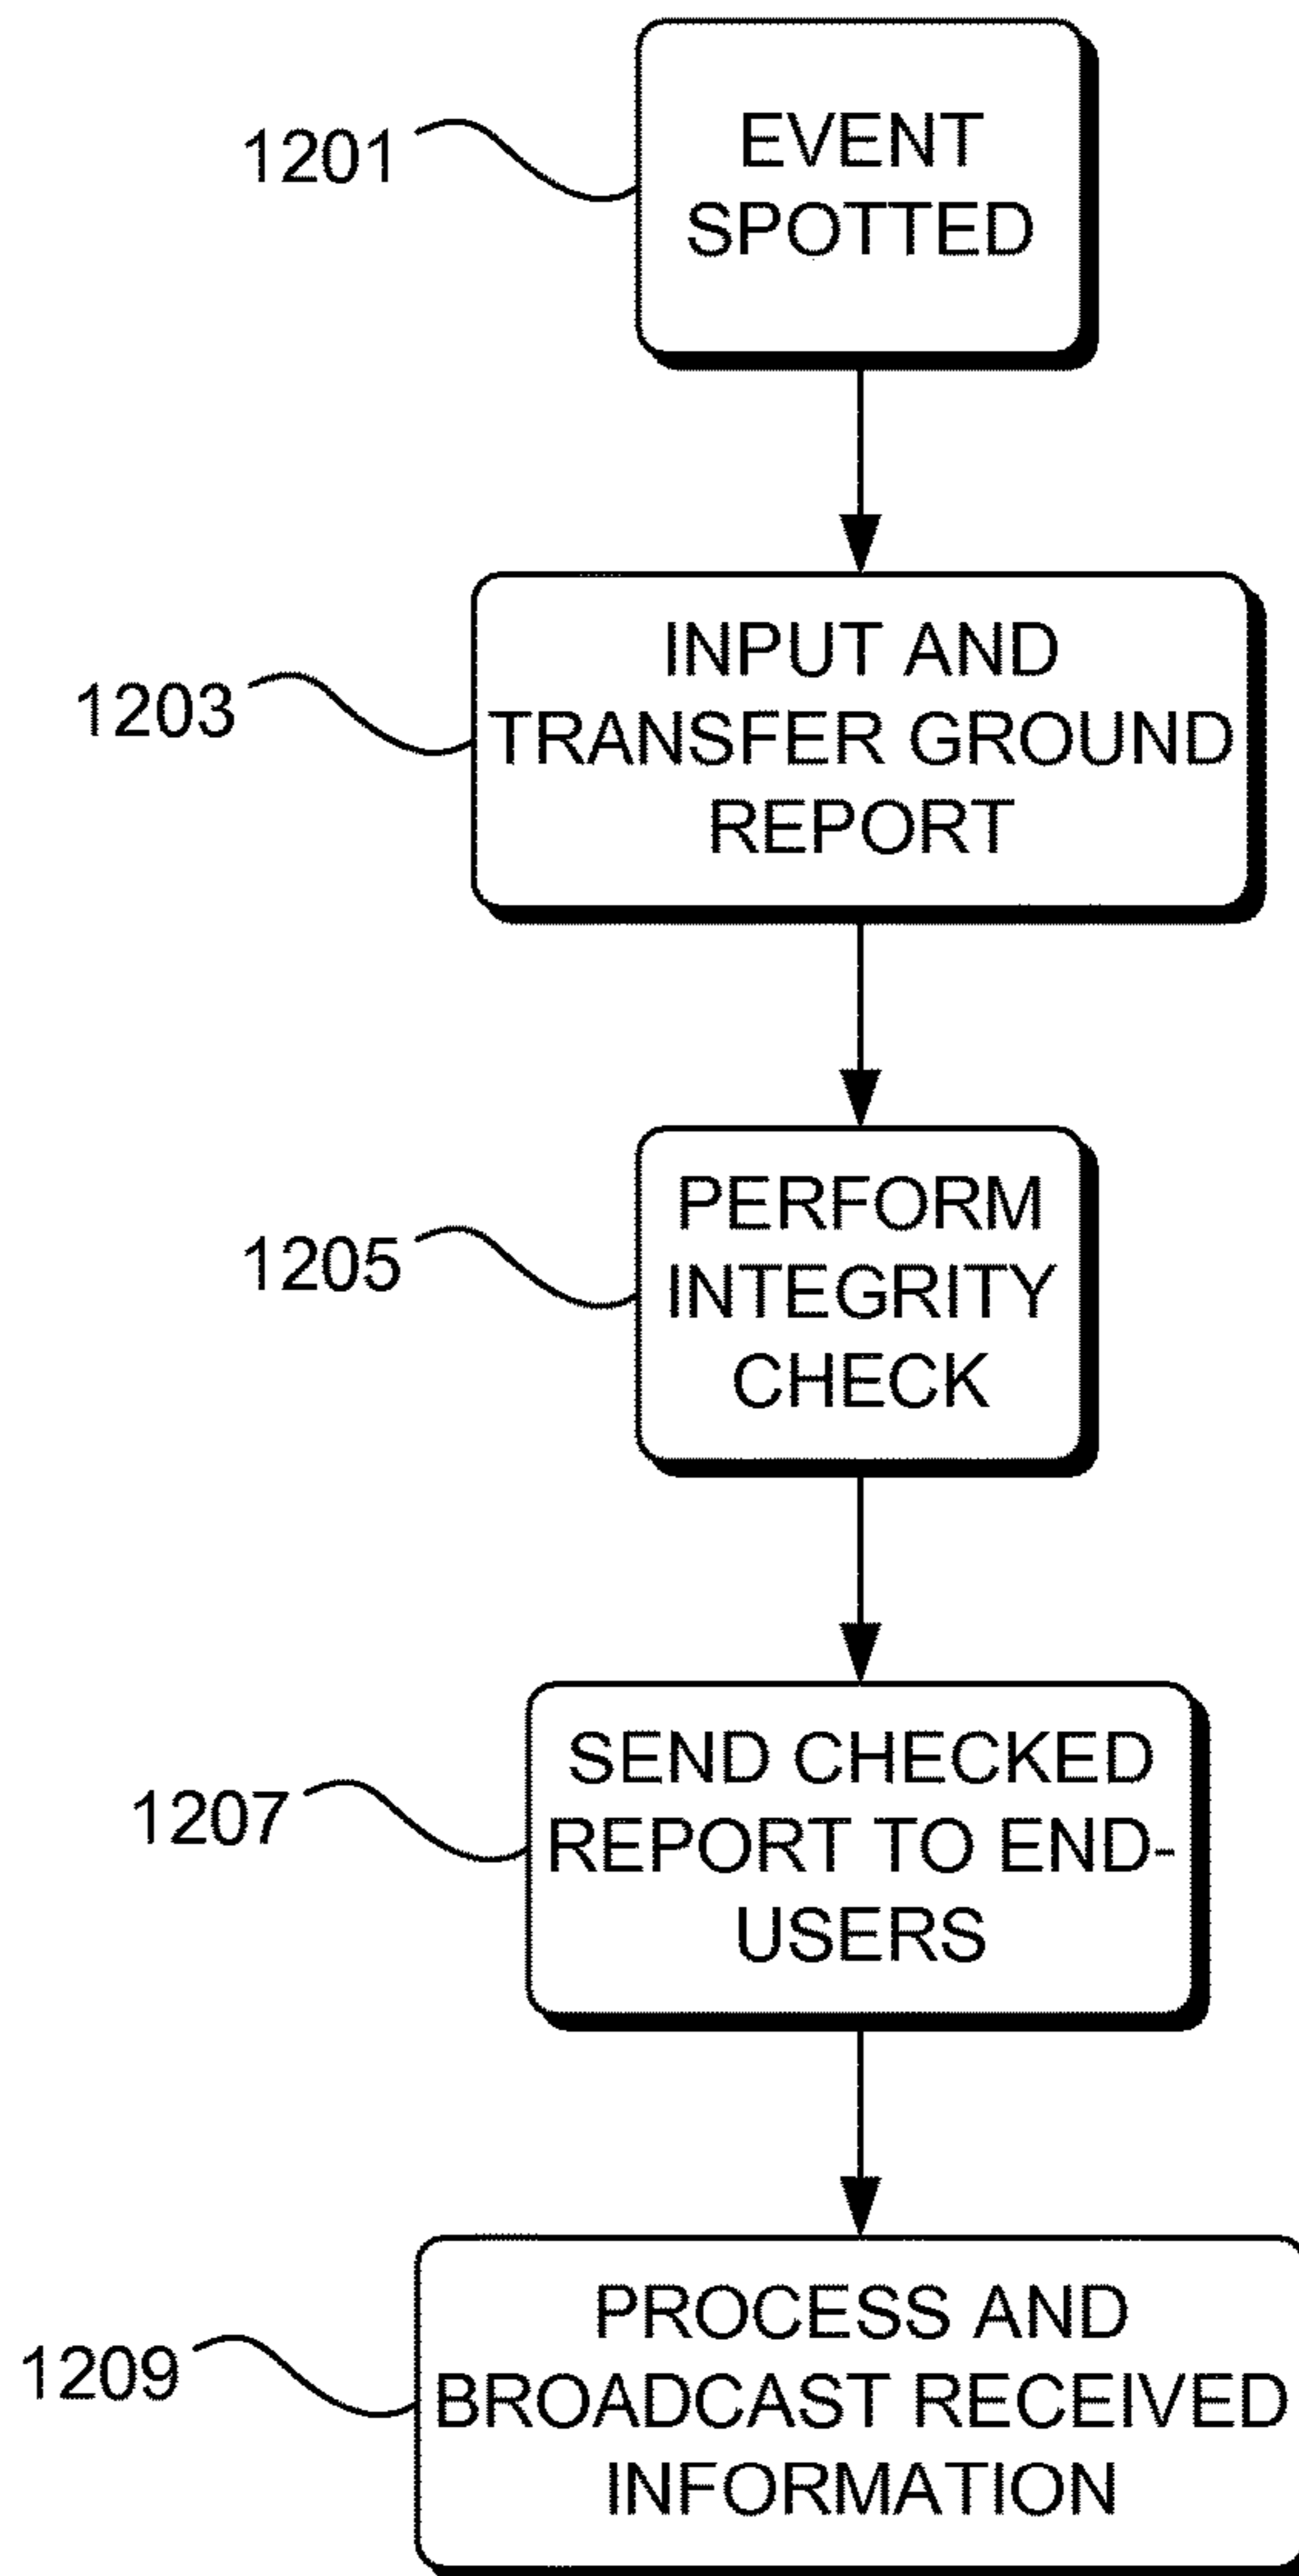 1201
EVENT
SPOTTED
1203
INPUT AND
TRANSFER GROUND
REPORT
1205
PERFORM
INTEGRITY
CHECK
1207
SEND CHECKED
REPORT TO END-
USERS
1209
PROCESS AND
BROADCAST RECEIVED
INFORMATION